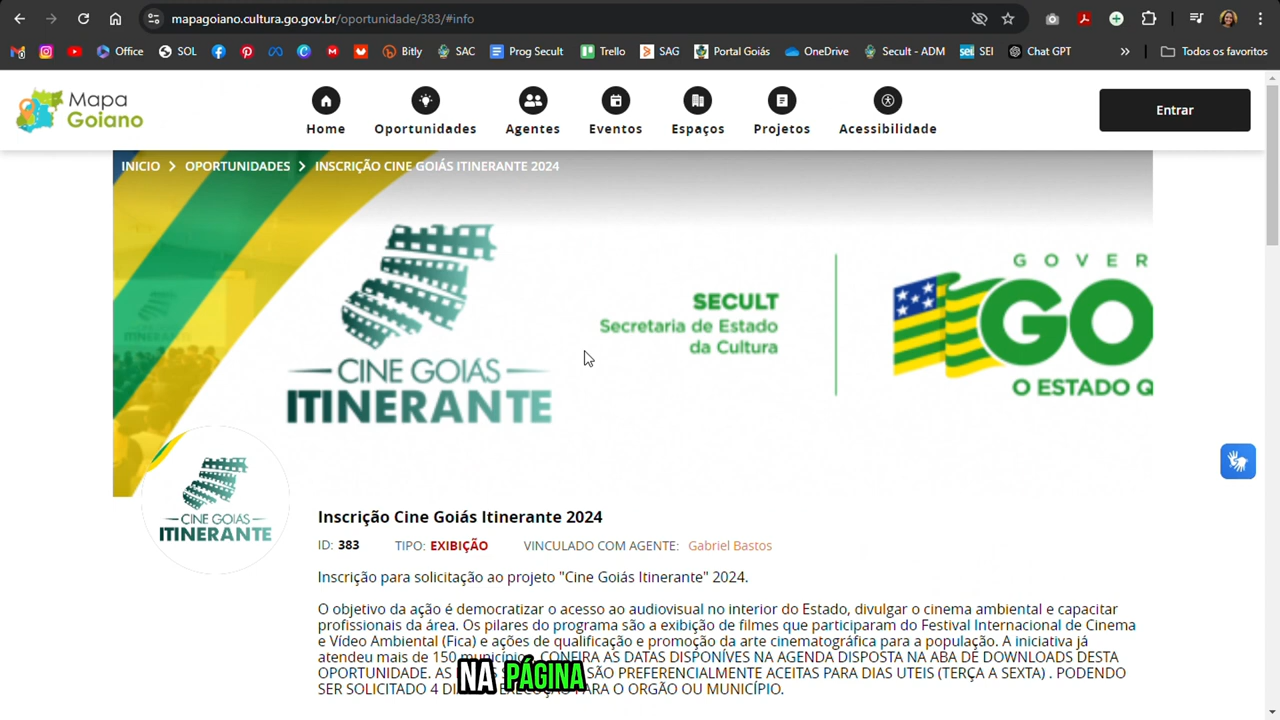 mapagoiano.cultura.go.gov.br/oportunidade/383/#info
Office
SOL
Bitly
SAC
Prog Secult
Trello
SAG
Portal Goiás
OneDrive
Secult - ADM
sei.
SEI
Chat GPT
»
Todos os favoritos
Mapa
Goiano
Home
Oportunidades
Agentes
Eventos
Espaços
Projetos
Acessibilidade
Entrar
INICIO > OPORTUNIDADES > INSCRIÇÃO CINE GOIÁS ITINERANTE 2024
CINE GOIÁS
ITINERANTE
SECULT
Secretaria de Estado
da Cultura
GOVER
GO
O ESTADO Q
CINE GOIÁS
ITINERANTE
Inscrição Cine Goiás Itinerante 2024
ID: 383 TIPO: EXIBIÇÃO VINCULADO COM AGENTE: Gabriel Bastos
Inscrição para solicitação ao projeto "Cine Goiás Itinerante" 2024.
O objetivo da ação é democratizar o acesso ao audiovisual no interior do Estado, divulgar o cinema ambiental e capacitar
profissionais da área. Os pilares do programa são a exibição de filmes que participaram do Festival Internacional de Cinema
e Vídeo Ambiental (Fica) e ações de qualificação e promoção da arte cinematográfica para a população. A iniciativa já
atendeu mais de 150 CONFIRA AS DATAS DISPONÍVES NA AGENDA DISPOSTA NA ABA DE DOWNLOADS DESTA
OPORTUNIDADE. AS SÃO PREFERENCIALMENTE ACEITAS PARA DIAS UTEIS (TERÇA A SEXTA) . PODENDO
SER SOLICITADO 4 PARA O ORGÃO OU MUNICÍPIO.
NA PÁGINA